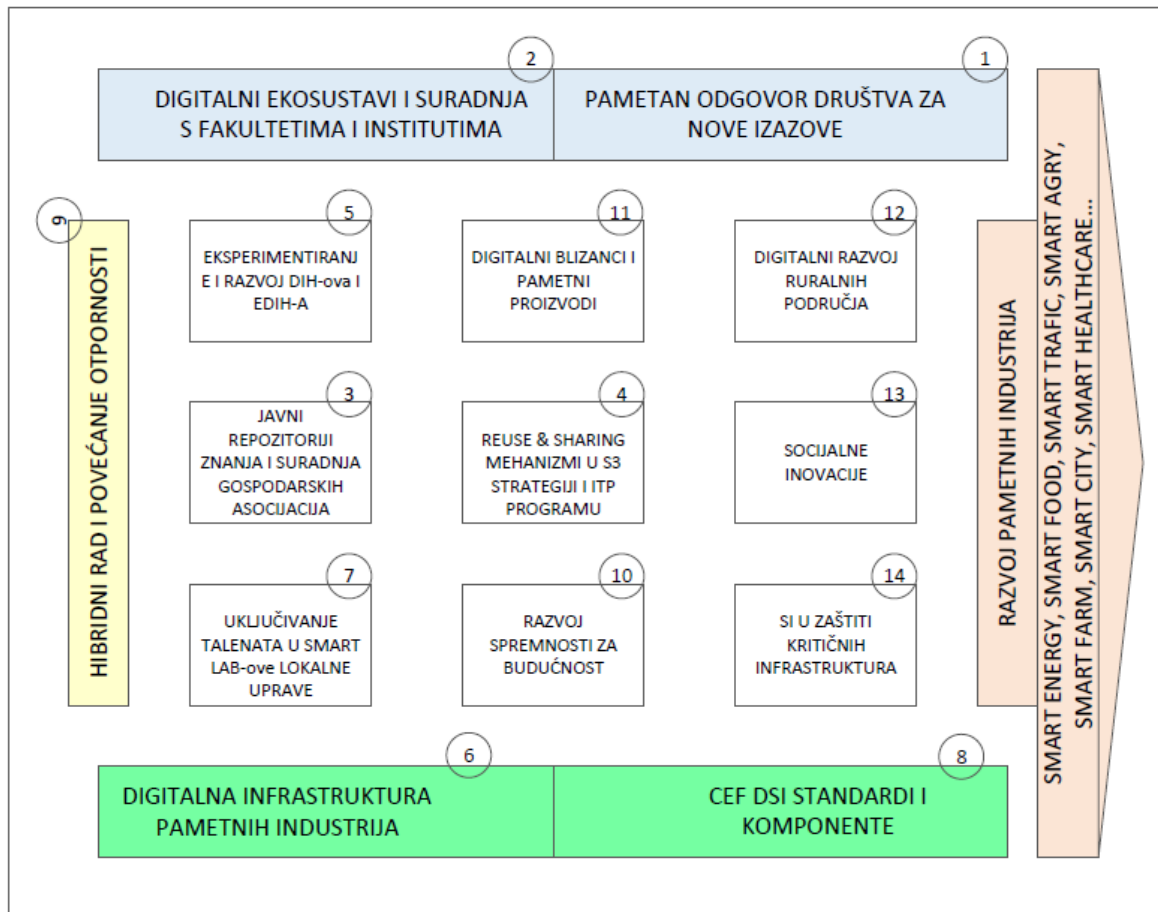 2
1
DIGITALNI EKOSUSTAVI I SURADNJA
S FAKULTETIMA I INSTITUTIMA
PAMETAN ODGOVOR DRUŠTVA ZA
NOVE IZAZOVE
9
HIBRIDNI RAD I POVEĆANJE OTPORNOSTI
5
EKSPERIMENTIRANJ
E I RAZVOJ DIH-ova I
EDIH-A
11
DIGITALNI BLIZANCI I
PAMETNI
PROIZVODI
12
DIGITALNI RAZVOJ
RURALNIH
PODRUČJA
3
JAVNI
REPOZITORIJI
ZNANJA I SURADNJA
GOSPODARSKIH
ASOCIJACIJA
4
REUSE & SHARING
MEHANIZMI U S3
STRATEGIJI I ITP
PROGRAMU
13
SOCIJALNE
INOVACIJE
7
UKLJUČIVANJE
TALENATA U SMART
LAB-ove LOKALNE
UPRAVE
10
RAZVOJ
SPREMNOSTI ZA
BUDUĆNOST
14
SI U ZAŠTITI
KRITIČNIH
INFRASTRUKTURA
RAZVOJ PAMETNIH INDUSTRIJA
SMART ENERGY, SMART FOOD, SMART TRAFIC, SMART AGRY,
SMART FARM, SMART CITY, SMART HEALTHCARE...
6
DIGITALNA INFRASTRUKTURA
PAMETNIH INDUSTRIJA
8
CEF DSI STANDARDI I
KOMPONENTE